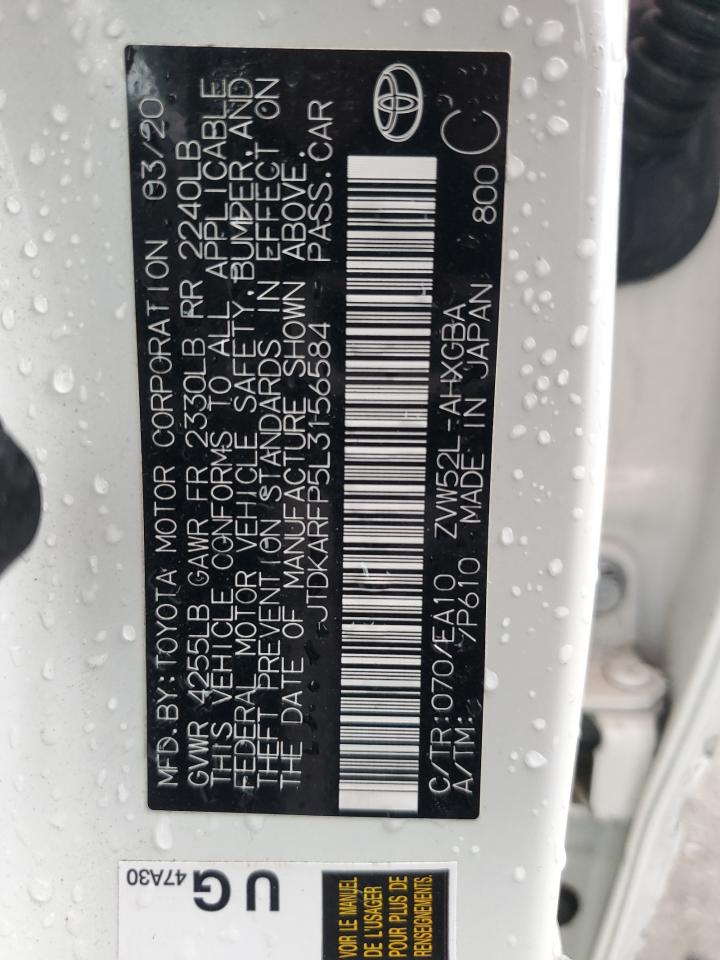 MFD.BY:TOYOTA MOTOR CORPORATION 03/20
GVWR 4255LB GAWR FR 2330LB RR 2240LB
THIS VEHICLE CONFORMS TO ALL APPLICABLE
FEDERAL MOTOR VEHICLE SAFETY, BUMPER, AND
THEFT PREVENTION STANDARDS IN EFFECT ON
THE DATE OF MANUFACTURE SHOWN ABOVE.
JTDKARFP5L3156584 PASS.CAR
C/TR:070/EA10 ZVW52L-AHXGBA
A/TM: /P610 MADE IN JAPAN 800
C
UG
47A30
VOIR LE MANUEL
DE L'USAGER
POUR PLUS DE
RENSEIGNEMENTS.